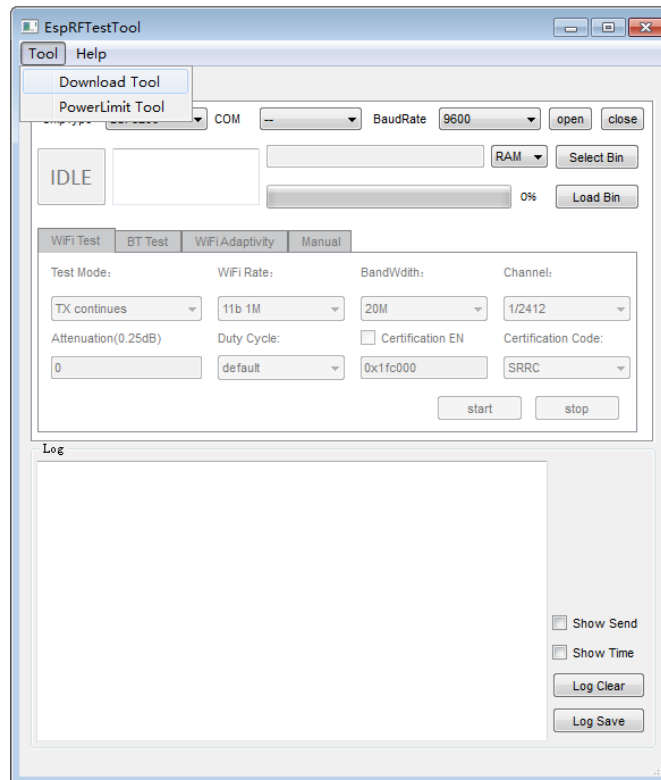 EspRFTestTool
Tool Help
Download Tool
PowerLimit Tool
COM -- BaudRate 9600 open close
IDLE RAM Select Bin
0% Load Bin
WiFi Test BT Test WiFi Adaptivity Manual
Test Mode: WiFi Rate: BandWdith: Channel:
TX continues 11b 1M 20M 1/2412
Attenuation(0.25dB) Duty Cycle: Certification EN Certification Code:
0 default 0x1fc000 SRRC
start stop
Log
Show Send
Show Time
Log Clear
Log Save